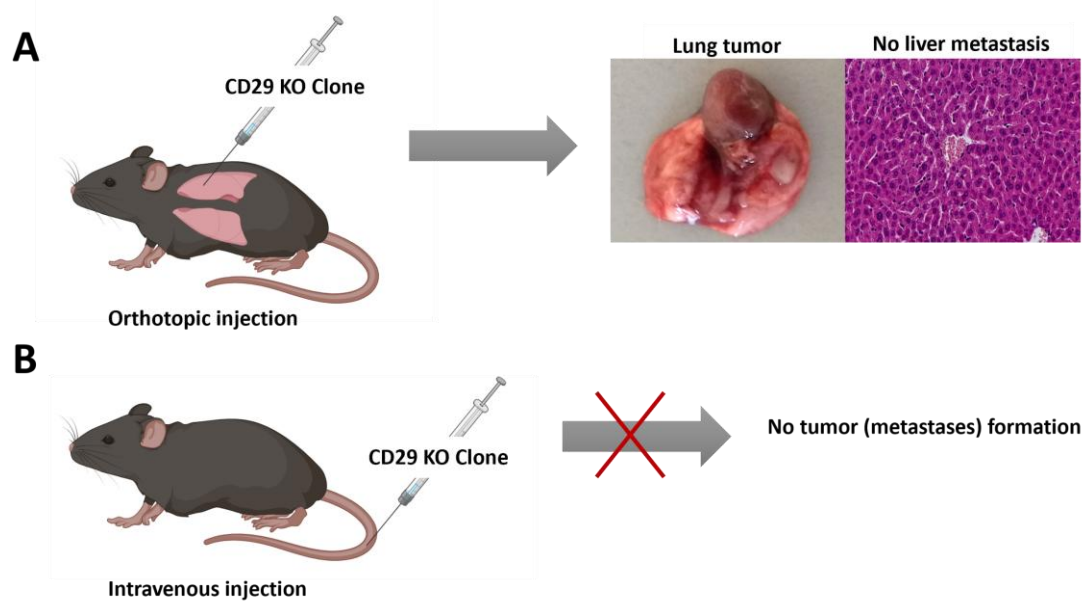 A
CD29 KO Clone
Orthotopic injection
Lung tumor
No liver metastasis
B
CD29 KO Clone
Intravenous injection
No tumor (metastases) formation